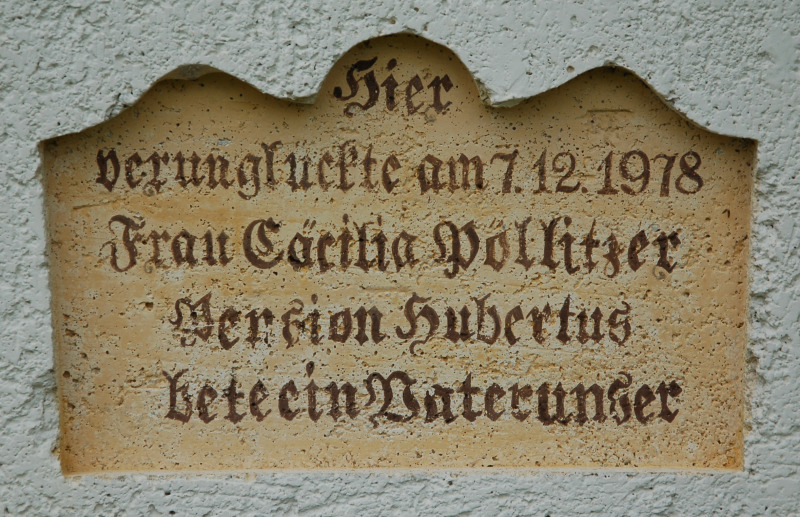 Hier
verunglückte am 7.12.1978
Frau Cäcilia Pöllitzer
Pension Hubertus
bete ein Vaterunser